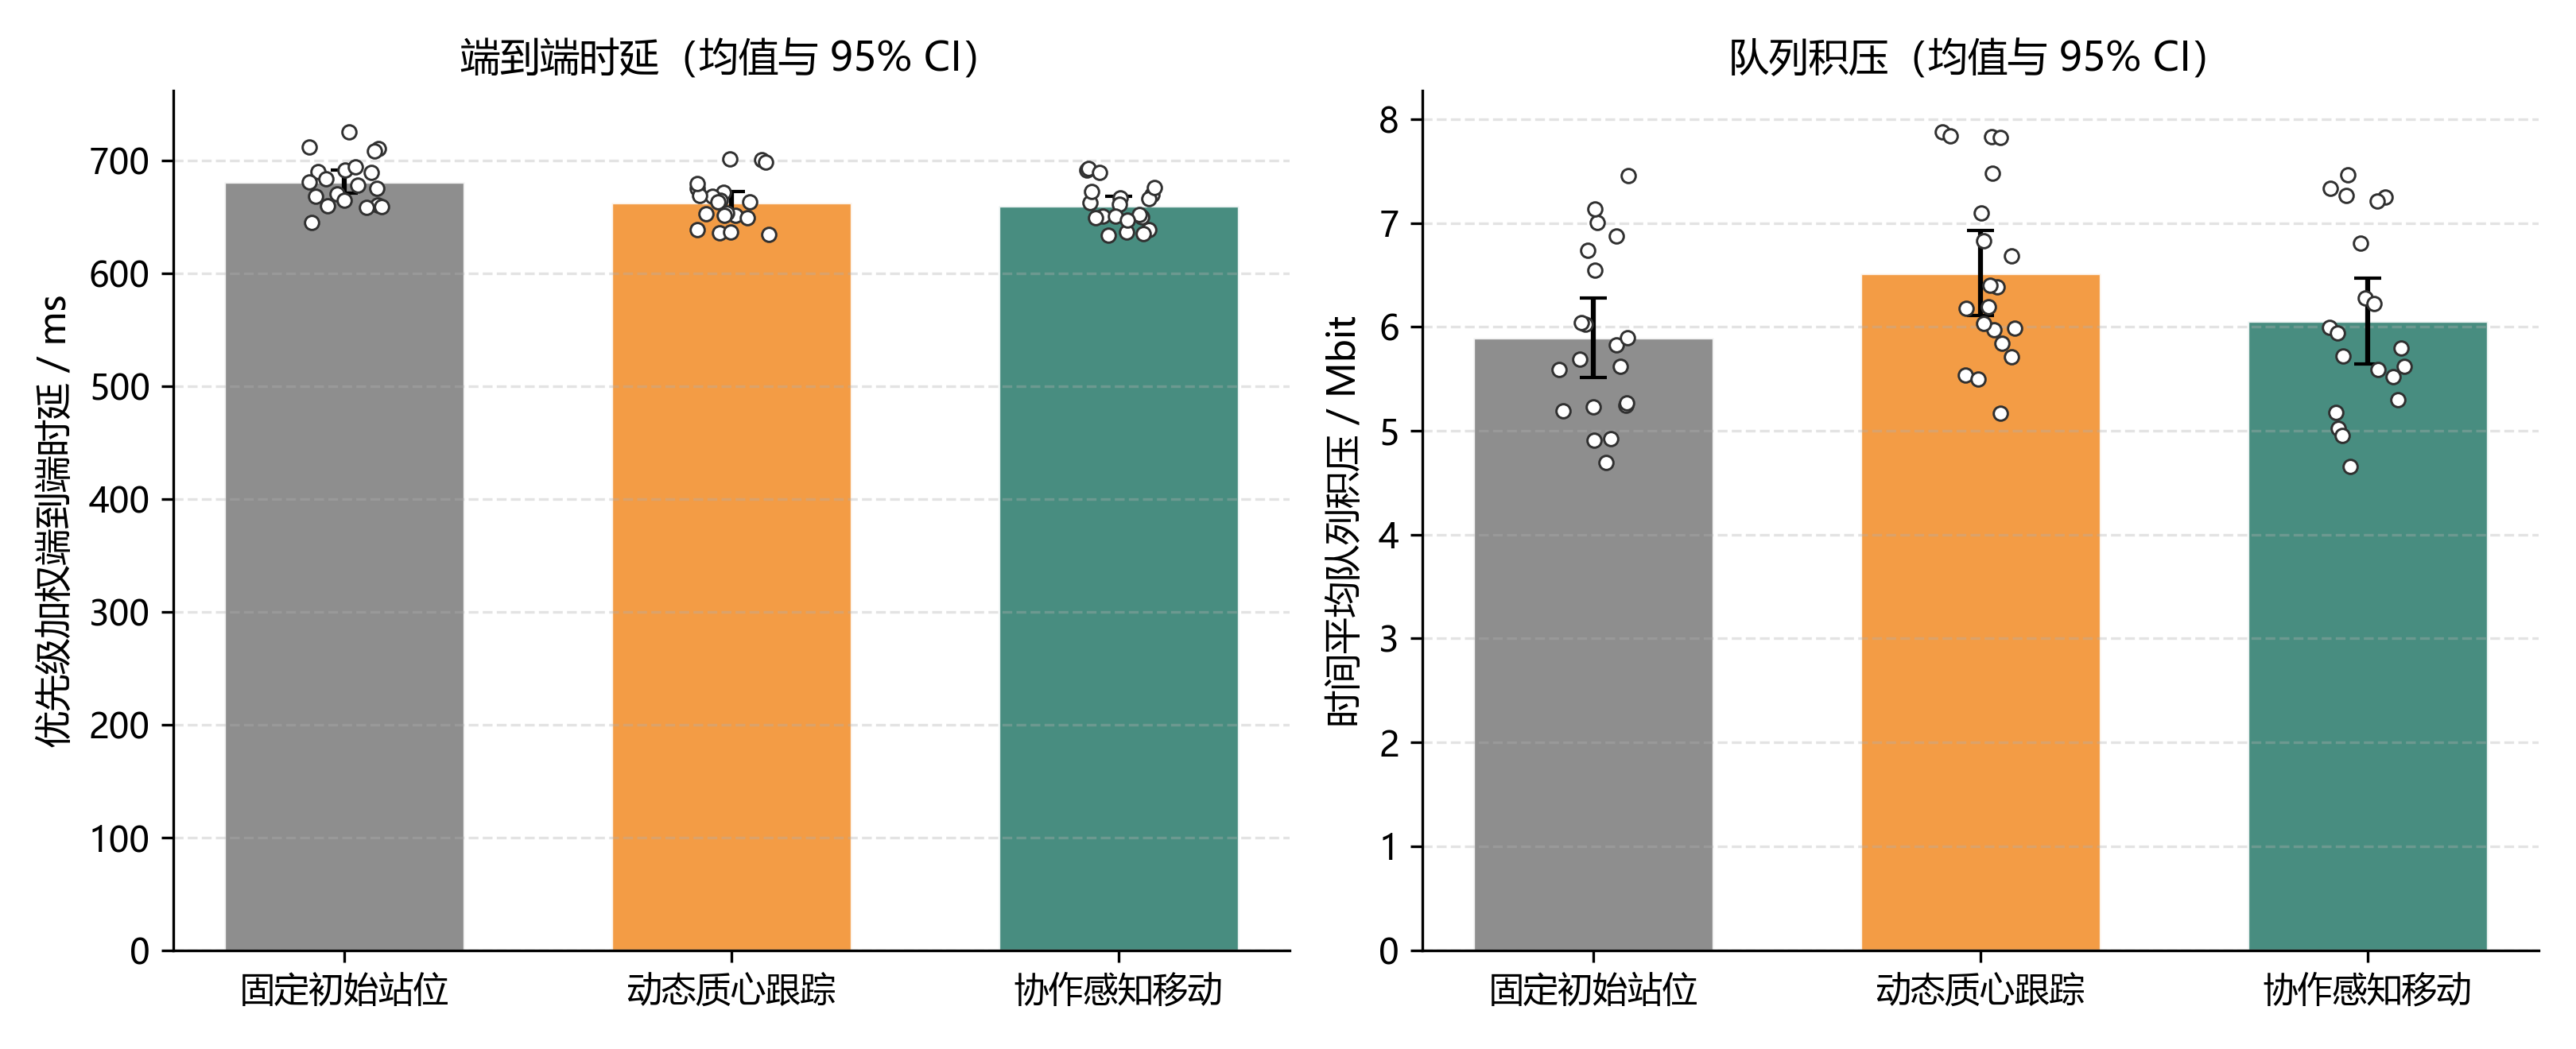 端到端时延（均值与 95% CI）
优先级加权端到端时延 / ms
700
600
500
400
300
200
100
0
固定初始站位
动态质心跟踪
协作感知移动
队列积压（均值与 95% CI）
时间平均队列积压 / Mbit
8
7
6
5
4
3
2
1
0
固定初始站位
动态质心跟踪
协作感知移动